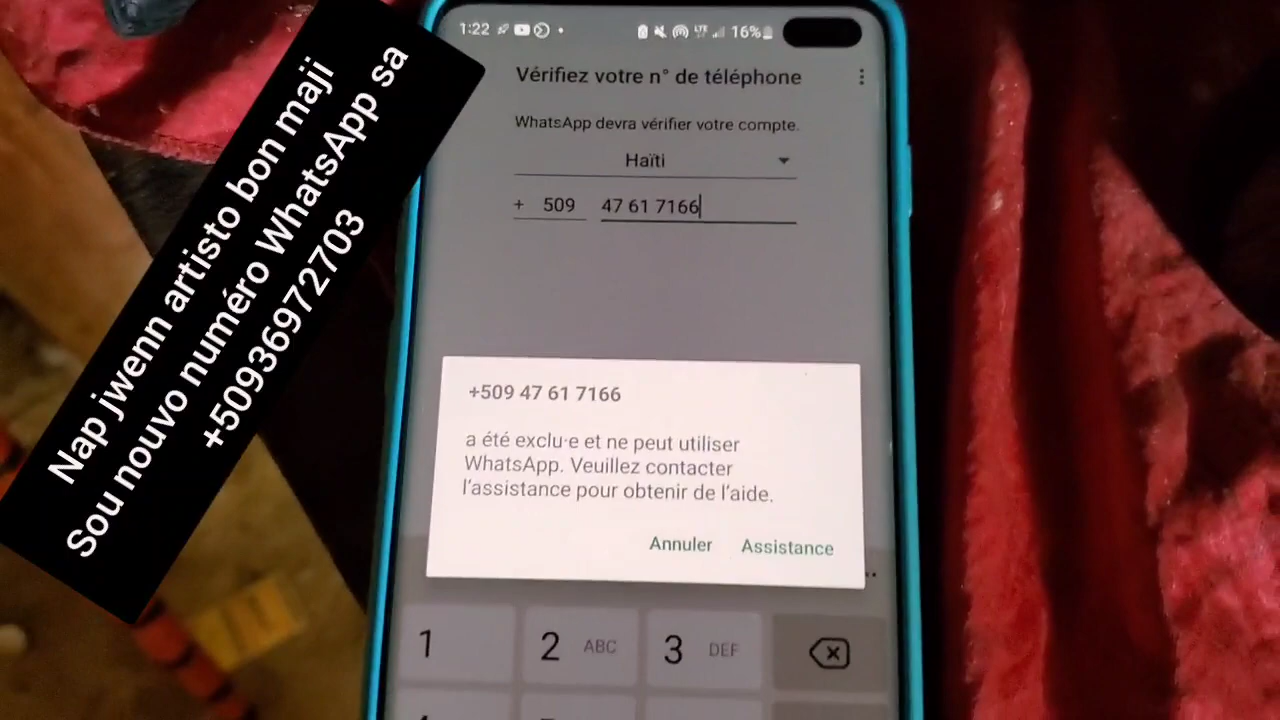 Nap jwenn artisto bon maji
Sou nouvo numéro WhatsApp sa
+50936972703
1:22
LTE 16%
Vérifiez votre n° de téléphone
WhatsApp devra vérifier votre compte.
Haïti
+ 509 47 61 7166
+509 47 61 7166
a été exclu·e et ne peut utiliser
WhatsApp. Veuillez contacter
l'assistance pour obtenir de l'aide.
Annuler Assistance
1 2 ABC 3 DEF